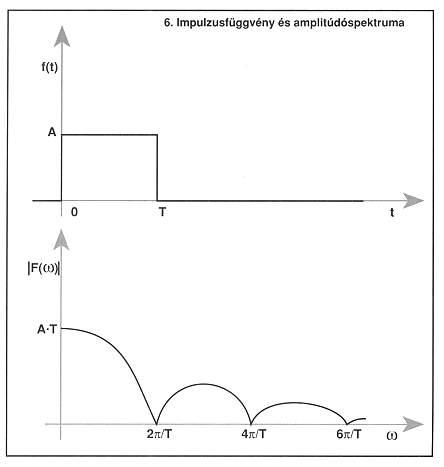 6. Impulzusfüggvény és amplitúdóspektruma
f(t)
A
0 T t
|F(ω)|
A·T
2π/T 4π/T 6π/T ω